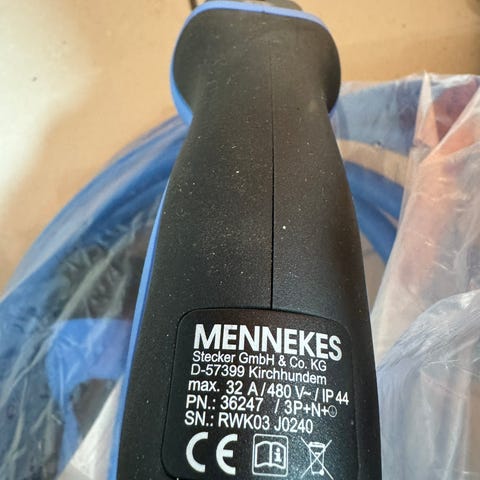 MENNEKES
Stecker GmbH & Co. KG
D-57399 Kirchhundem
max. 32 A / 480 V~ / IP 44
PN.: 36247 / 3P+N+⏚
SN.: RWK03 J0240
CE